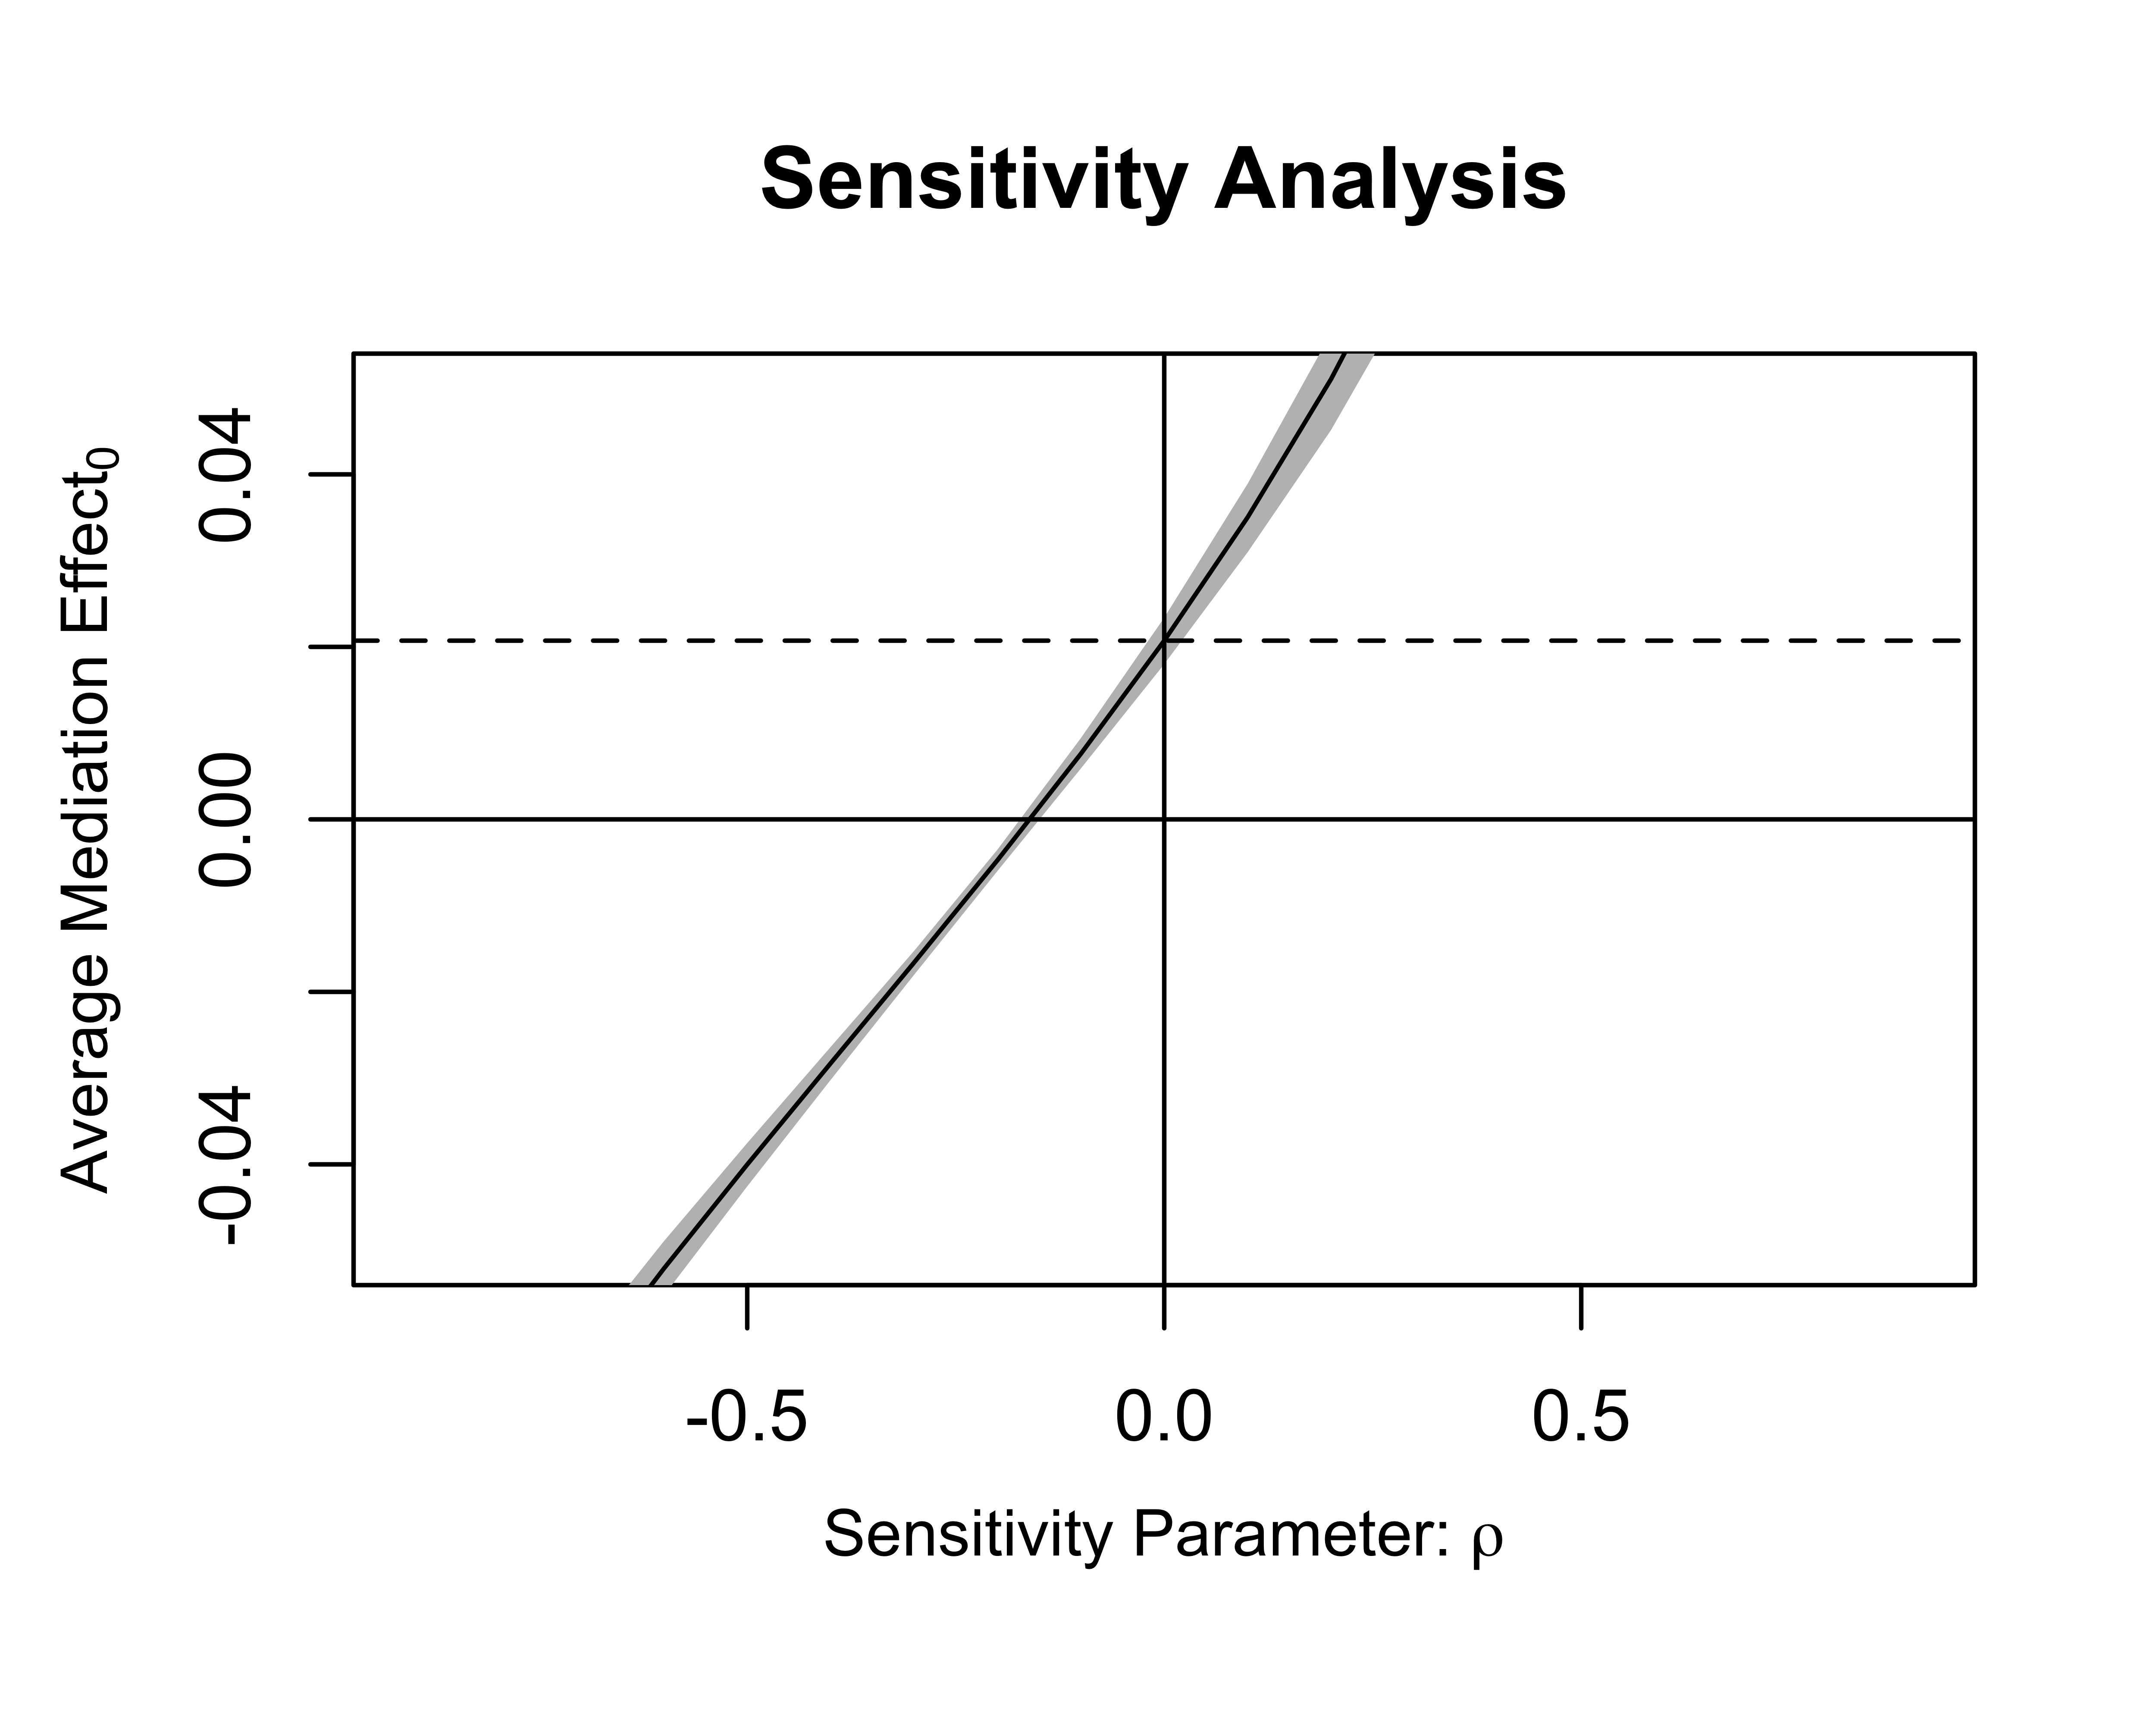 Sensitivity Analysis
Average Mediation Effect₀
0.04
0.00
-0.04
-0.5 0.0 0.5
Sensitivity Parameter: ρ